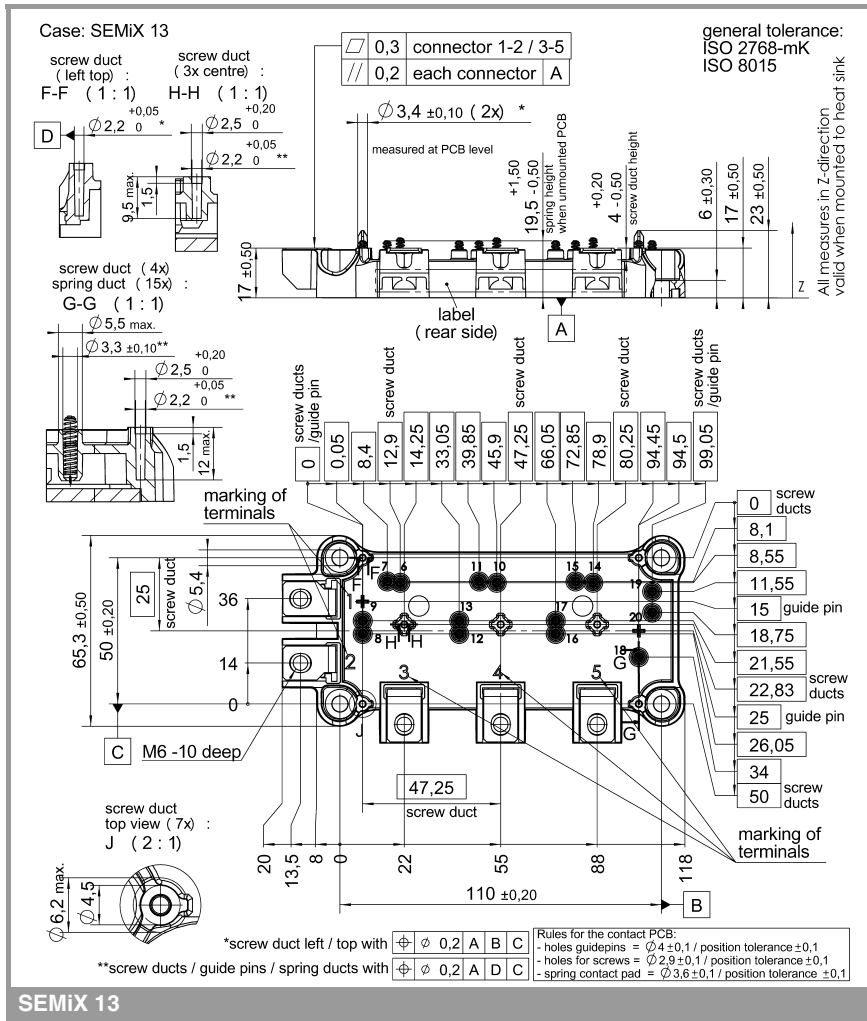 Case: SEMiX 13
screw duct
( left top) :
F-F ( 1 : 1)
D
∅ 2,2 +0,05 0 *
screw duct
( 3x centre) :
H-H ( 1 : 1)
∅ 2,5 +0,20 0
∅ 2,2 +0,05 0 **
9,5 max.
1,5
⏥ 0,3 connector 1-2 / 3-5
// 0,2 each connector A
general tolerance:
ISO 2768-mK
ISO 8015
∅ 3,4 ±0,10 ( 2x) *
measured at PCB level
19,5 +1,50 -0,50
spring height
when unmounted PCB
4 +0,20 -0,50
screw duct height
6 ±0,30
17 ±0,50
23 ±0,50
All measures in Z-direction
valid when mounted to heat sink
Z
17 ±0,50
label
( rear side)
A
screw duct (4x)
spring duct (15x) :
G-G ( 1 : 1)
∅ 5,5 max.
∅ 3,3 ±0,10**
∅ 2,5 +0,20 0
∅ 2,2 +0,05 0 **
1,5
12 max.
screw ducts
/guide pin
screw duct
screw duct
screw duct
screw ducts
/guide pin
0
0,05
8,4
12,9
14,25
33,05
39,85
45,9
47,25
66,05
72,85
78,9
80,25
94,45
94,5
99,05
marking of
terminals
0 screw
ducts
8,1
8,55
11,55
15 guide pin
18,75
21,55
22,83 screw
ducts
25 guide pin
26,05
34
50 screw
ducts
65,3 ±0,50
50 ±0,20
25
screw duct
∅ 5,4
36
14
0
F F
7 6 11 10 15 14
19
1
9 13 17
20
8 H H 12 16
18
G
2
3 4 5
J
G
C
M6 -10 deep
47,25
screw duct
marking of
terminals
screw duct
top view ( 7x) :
J ( 2 : 1)
∅ 6,2 max.
∅ 4,5
20
13,5
8
0
22
55
88
118
110 ±0,20
B
*screw duct left / top with ⌖ ∅ 0,2 A B C
**screw ducts / guide pins / spring ducts with ⌖ ∅ 0,2 A D C
Rules for the contact PCB:
- holes guidepins = ∅ 4 ±0,1 / position tolerance ±0,1
- holes for screws = ∅ 2,9 ±0,1 / position tolerance ±0,1
- spring contact pad = ∅ 3,6 ±0,1 / position tolerance ±0,1
SEMiX 13